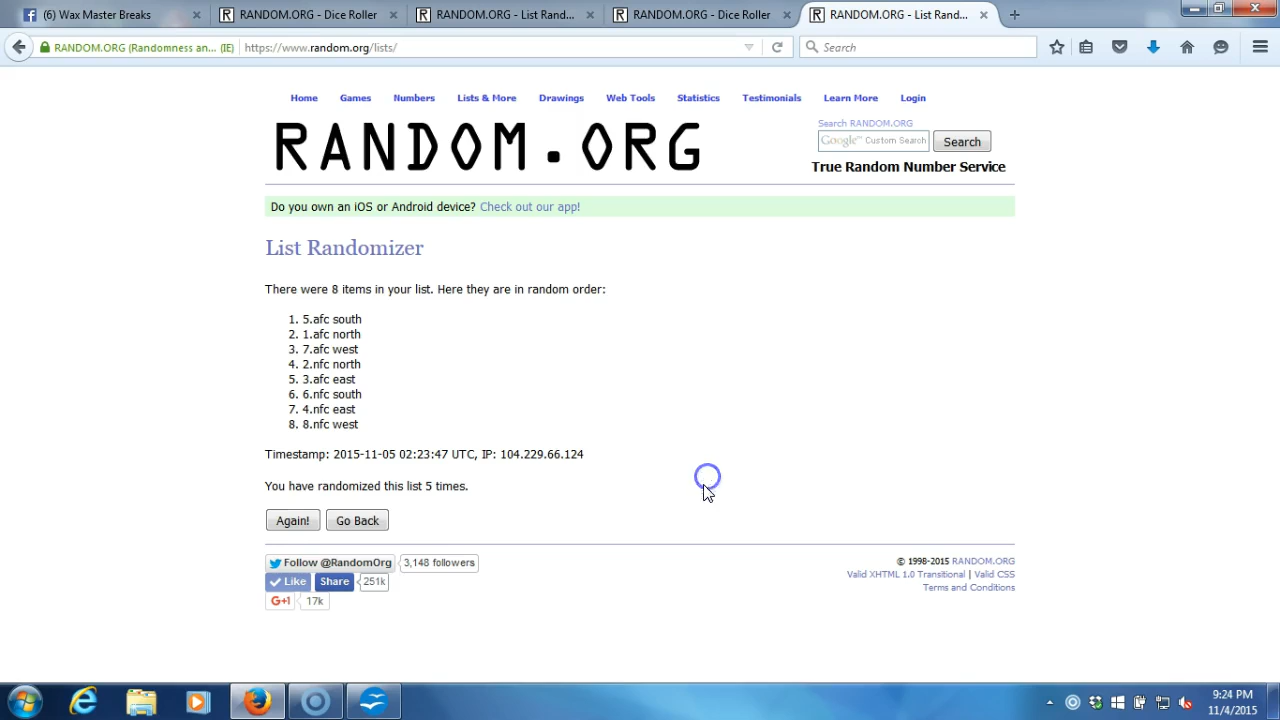 (6) Wax Master Breaks
RANDOM.ORG - Dice Roller
RANDOM.ORG - List Rand...
RANDOM.ORG - Dice Roller
RANDOM.ORG - List Rand...
RANDOM.ORG (Randomness an... (IE)
https://www.random.org/lists/
Search
Home Games Numbers Lists & More Drawings Web Tools Statistics Testimonials Learn More Login
RANDOM.ORG
Search RANDOM.ORG
Google™ Custom Search
Search
True Random Number Service
Do you own an iOS or Android device? Check out our app!
List Randomizer
There were 8 items in your list. Here they are in random order:
1. 5.afc south
2. 1.afc north
3. 7.afc west
4. 2.nfc north
5. 3.afc east
6. 6.nfc south
7. 4.nfc east
8. 8.nfc west
Timestamp: 2015-11-05 02:23:47 UTC, IP: 104.229.66.124
You have randomized this list 5 times.
Again! Go Back
Follow @RandomOrg 3,148 followers
Like Share 251k
G+1 17k
© 1998-2015 RANDOM.ORG
Valid XHTML 1.0 Transitional | Valid CSS
Terms and Conditions
9:24 PM
11/4/2015